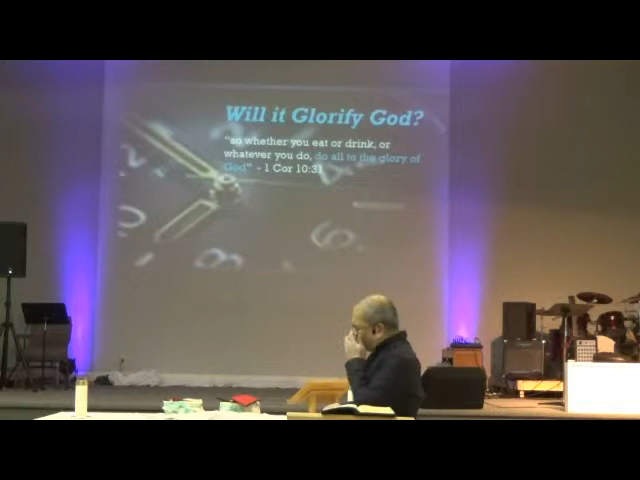 Will it Glorify God?
"so whether you eat or drink, or
whatever you do, do all to the glory of
God" - 1 Cor 10:31
6